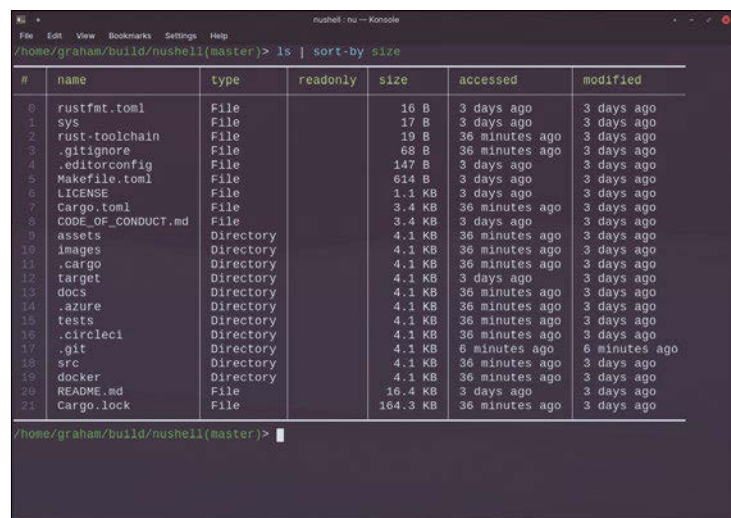 nushell : nu — Konsole
File Edit View Bookmarks Settings Help
/home/graham/build/nushell(master)> ls | sort-by size
# name type readonly size accessed modified
0 rustfmt.toml File 16 B 3 days ago 3 days ago
1 sys File 17 B 3 days ago 3 days ago
2 rust-toolchain File 19 B 36 minutes ago 3 days ago
3 .gitignore File 68 B 36 minutes ago 3 days ago
4 .editorconfig File 147 B 3 days ago 3 days ago
5 Makefile.toml File 614 B 3 days ago 3 days ago
6 LICENSE File 1.1 KB 3 days ago 3 days ago
7 Cargo.toml File 3.4 KB 36 minutes ago 3 days ago
8 CODE_OF_CONDUCT.md File 3.4 KB 3 days ago 3 days ago
9 assets Directory 4.1 KB 36 minutes ago 3 days ago
10 images Directory 4.1 KB 36 minutes ago 3 days ago
11 .cargo Directory 4.1 KB 36 minutes ago 3 days ago
12 target Directory 4.1 KB 3 days ago 3 days ago
13 docs Directory 4.1 KB 36 minutes ago 3 days ago
14 .azure Directory 4.1 KB 36 minutes ago 3 days ago
15 tests Directory 4.1 KB 36 minutes ago 3 days ago
16 .circleci Directory 4.1 KB 36 minutes ago 3 days ago
17 .git Directory 4.1 KB 6 minutes ago 6 minutes ago
18 src Directory 4.1 KB 36 minutes ago 3 days ago
19 docker Directory 4.1 KB 36 minutes ago 3 days ago
20 README.md File 16.4 KB 3 days ago 3 days ago
21 Cargo.lock File 164.3 KB 36 minutes ago 3 days ago
/home/graham/build/nushell(master)>